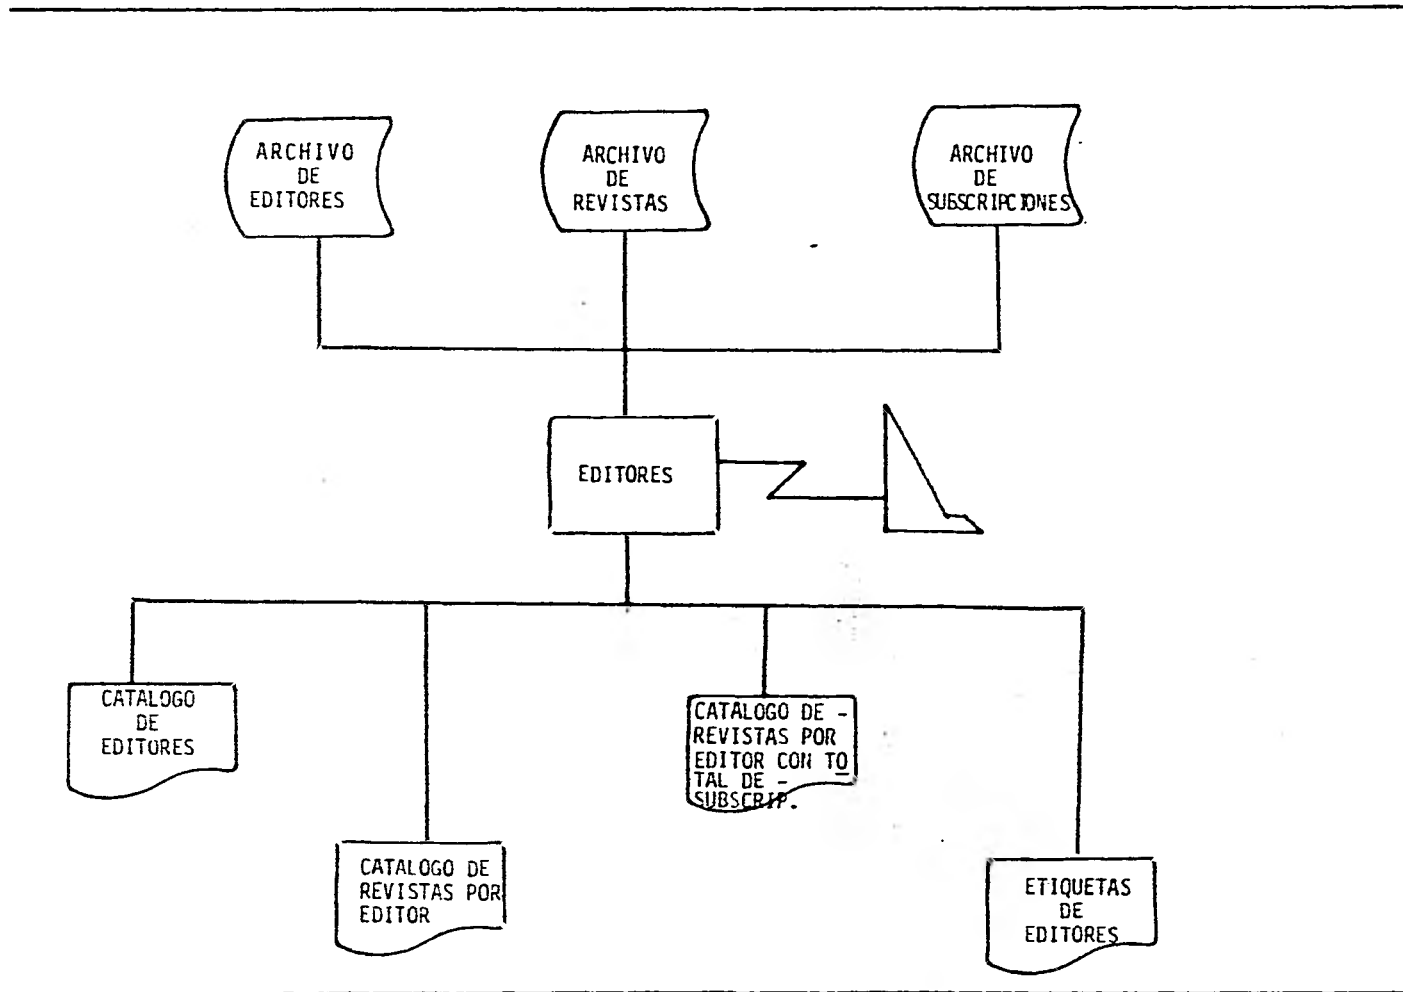 ARCHIVO
DE
EDITORES
ARCHIVO
DE
REVISTAS
ARCHIVO
DE
SUBSCRIPCIONES
EDITORES
CATALOGO
DE
EDITORES
CATALOGO DE -
REVISTAS POR
EDITOR CON TO
TAL DE -
SUBSCRIP.
CATALOGO DE
REVISTAS POR
EDITOR
ETIQUETAS
DE
EDITORES